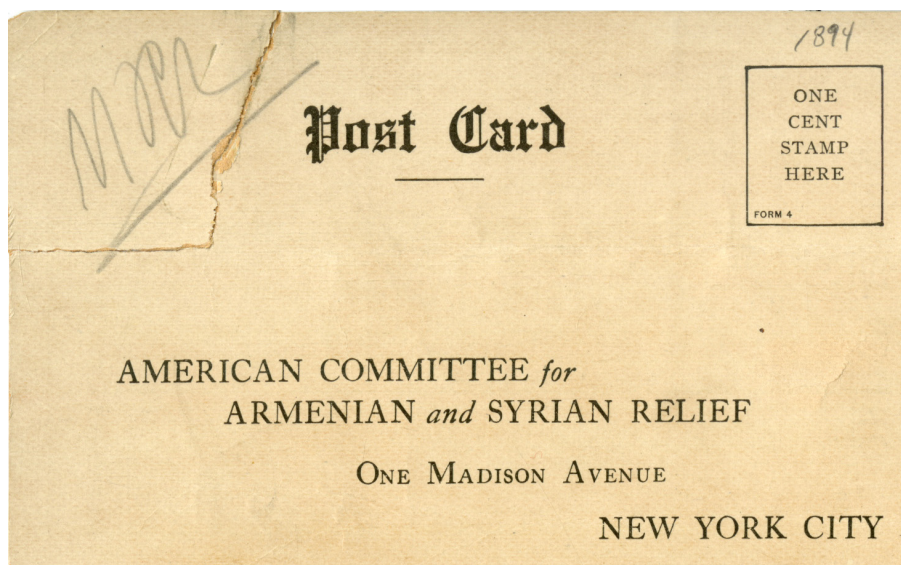 1894
Post Card
ONE
CENT
STAMP
HERE
FORM 4
AMERICAN COMMITTEE for
ARMENIAN and SYRIAN RELIEF
ONE MADISON AVENUE
NEW YORK CITY